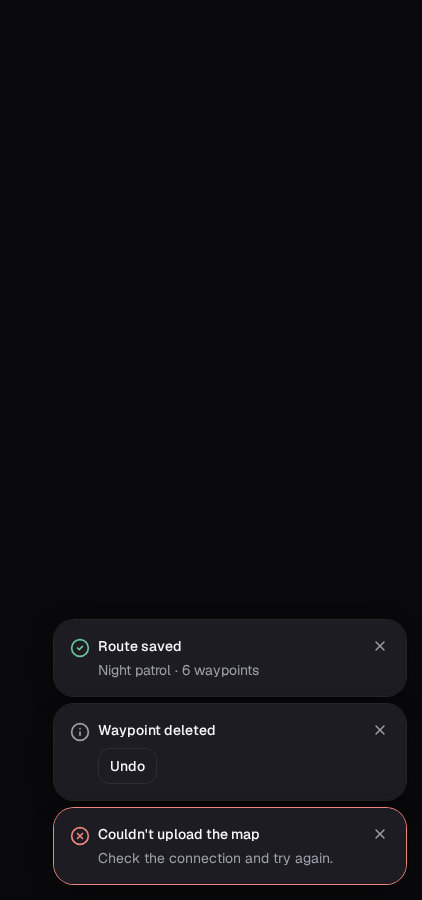 Route saved
Night patrol · 6 waypoints
Waypoint deleted
Undo
Couldn't upload the map
Check the connection and try again.